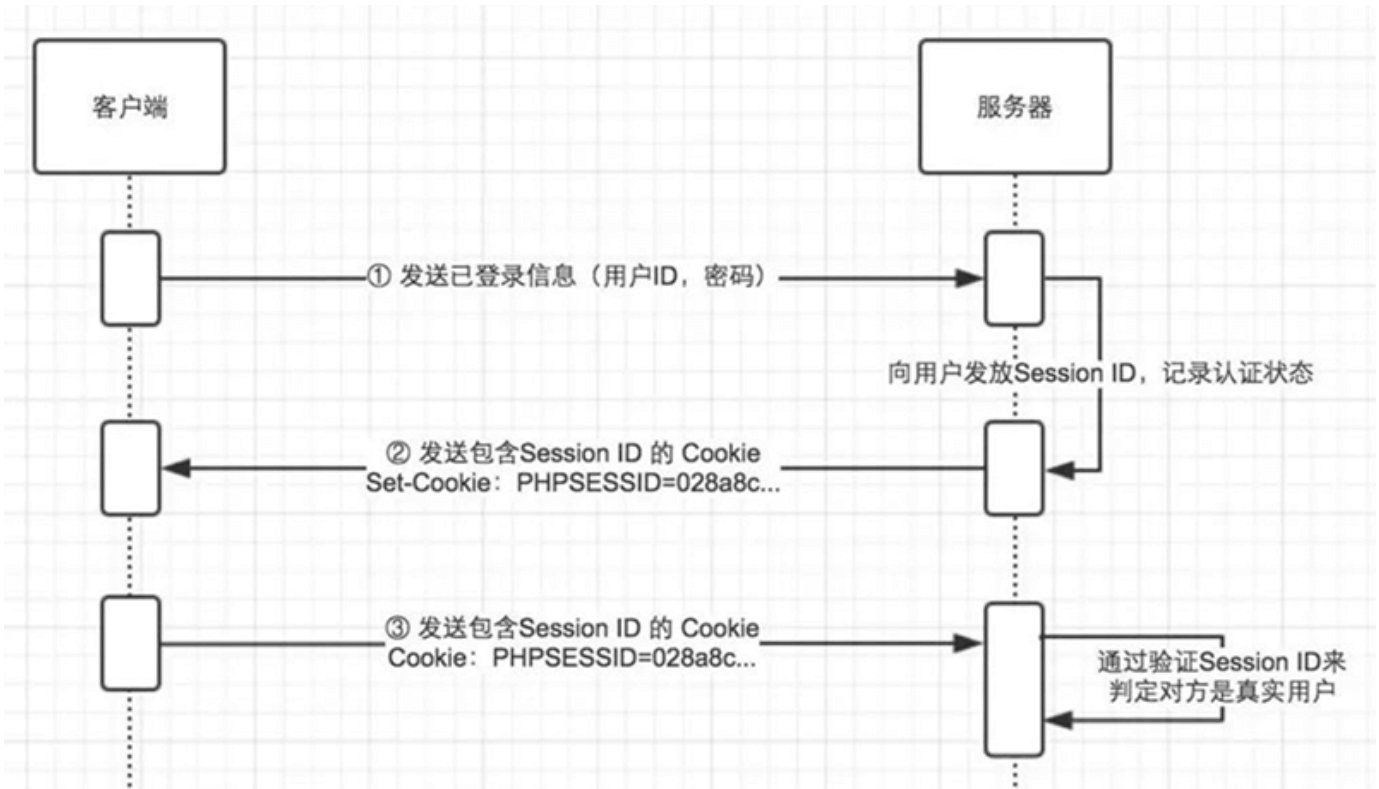 客户端
服务器
① 发送已登录信息（用户ID，密码）
向用户发放Session ID，记录认证状态
② 发送包含Session ID 的 Cookie
Set-Cookie：PHPSESSID=028a8c...
③ 发送包含Session ID 的 Cookie
Cookie：PHPSESSID=028a8c...
通过验证Session ID来
判定对方是真实用户